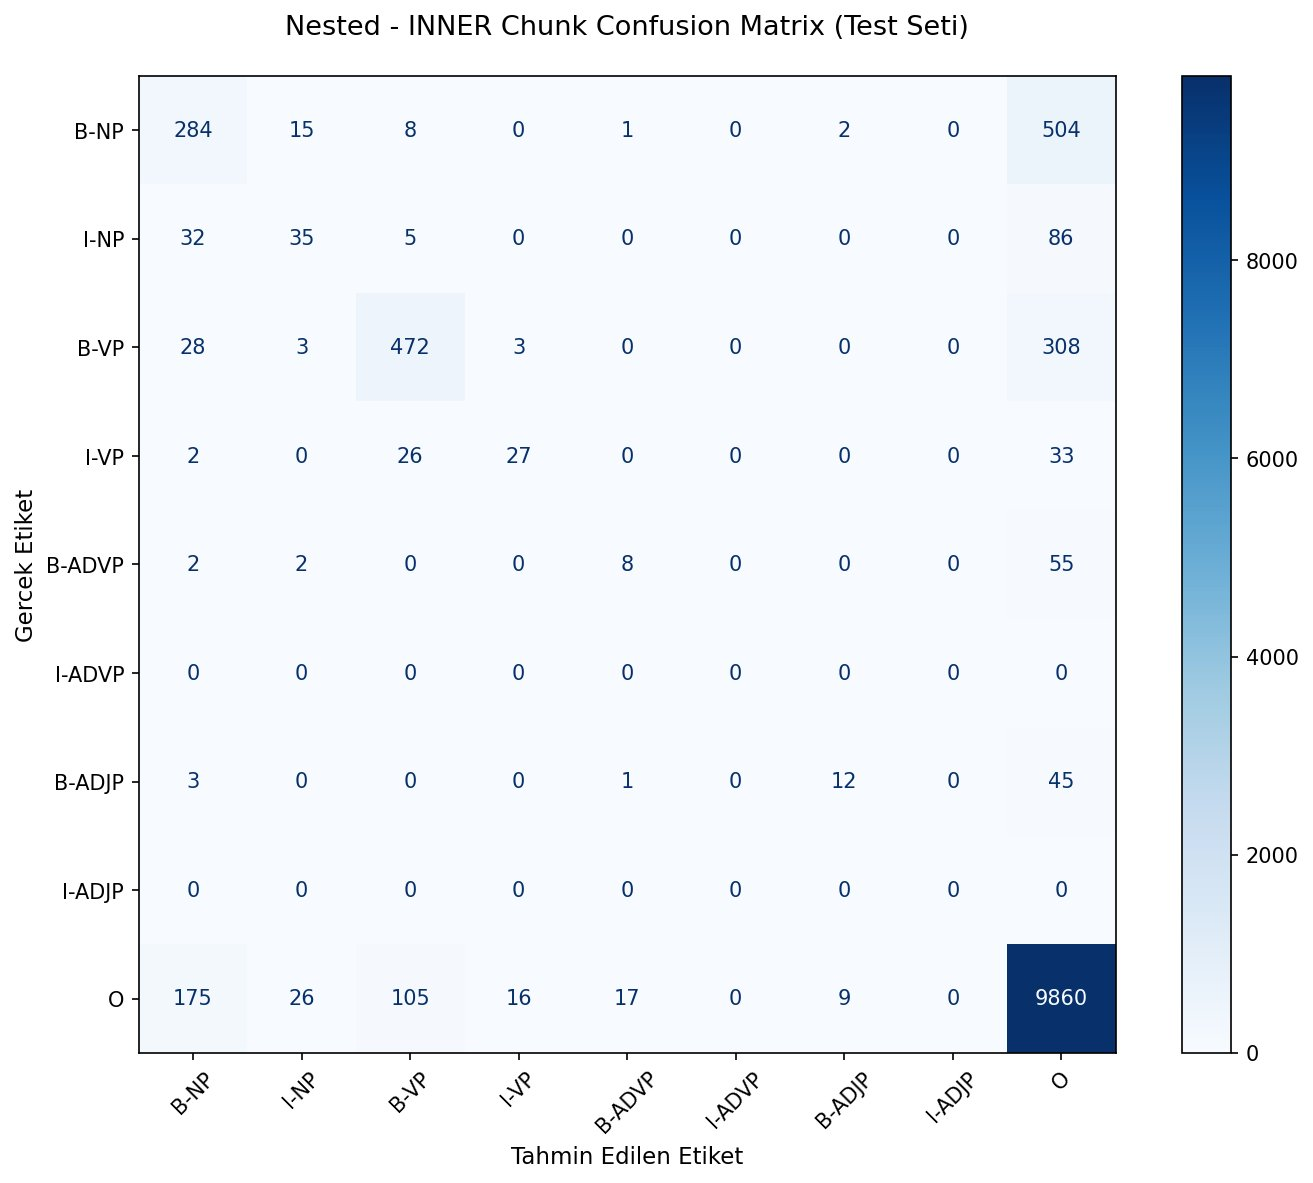 Nested - INNER Chunk Confusion Matrix (Test Seti)
Gercek Etiket
B-NP 284 15 8 0 1 0 2 0 504
I-NP 32 35 5 0 0 0 0 0 86
B-VP 28 3 472 3 0 0 0 0 308
I-VP 2 0 26 27 0 0 0 0 33
B-ADVP 2 2 0 0 8 0 0 0 55
I-ADVP 0 0 0 0 0 0 0 0 0
B-ADJP 3 0 0 0 1 0 12 0 45
I-ADJP 0 0 0 0 0 0 0 0 0
O 175 26 105 16 17 0 9 0 9860
B-NP I-NP B-VP I-VP B-ADVP I-ADVP B-ADJP I-ADJP O
Tahmin Edilen Etiket
8000
6000
4000
2000
0